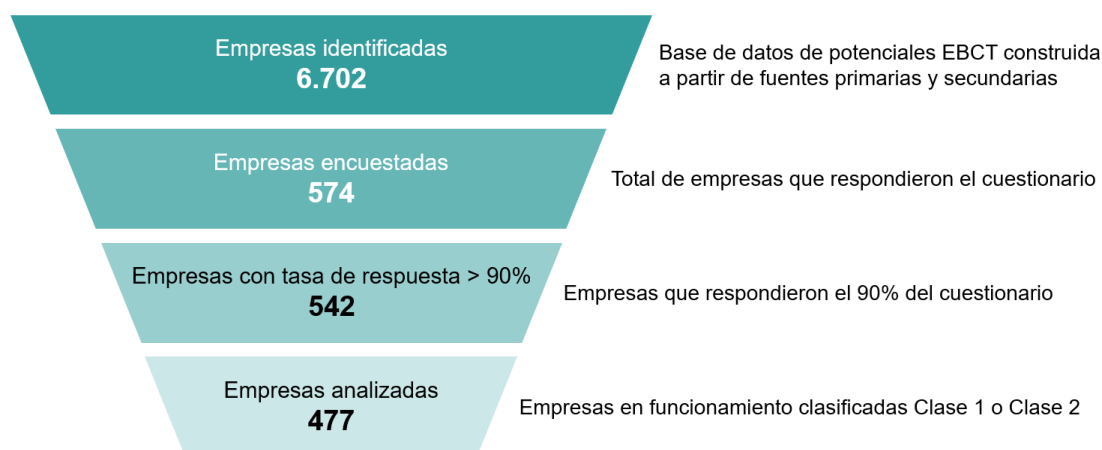 Empresas identificadas
6.702
Base de datos de potenciales EBCT construida
a partir de fuentes primarias y secundarias
Empresas encuestadas
574
Total de empresas que respondieron el cuestionario
Empresas con tasa de respuesta > 90%
542
Empresas que respondieron el 90% del cuestionario
Empresas analizadas
477
Empresas en funcionamiento clasificadas Clase 1 o Clase 2